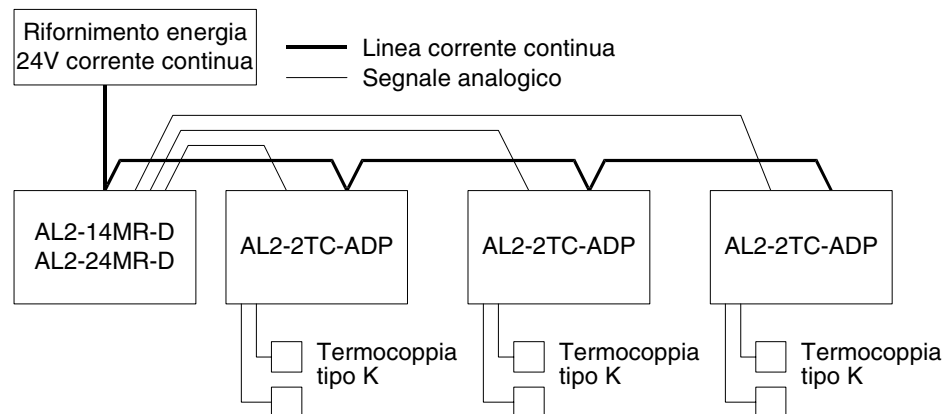 Rifornimento energia
24V corrente continua
Linea corrente continua
Segnale analogico
AL2-14MR-D
AL2-24MR-D
AL2-2TC-ADP
AL2-2TC-ADP
AL2-2TC-ADP
Termocoppia
tipo K
Termocoppia
tipo K
Termocoppia
tipo K